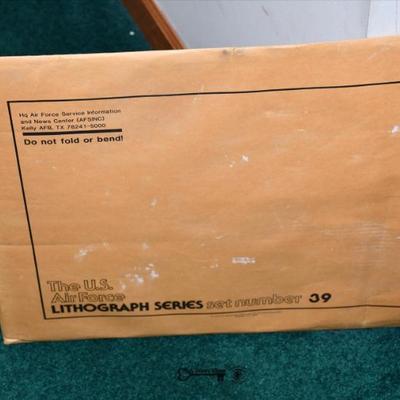 Hq Air Force Service Information
and News Center (AFSINC)
Kelly AFB, TX 78241-5000
Do not fold or bend!
The U.S.
Air Force
LITHOGRAPH SERIES set number 39